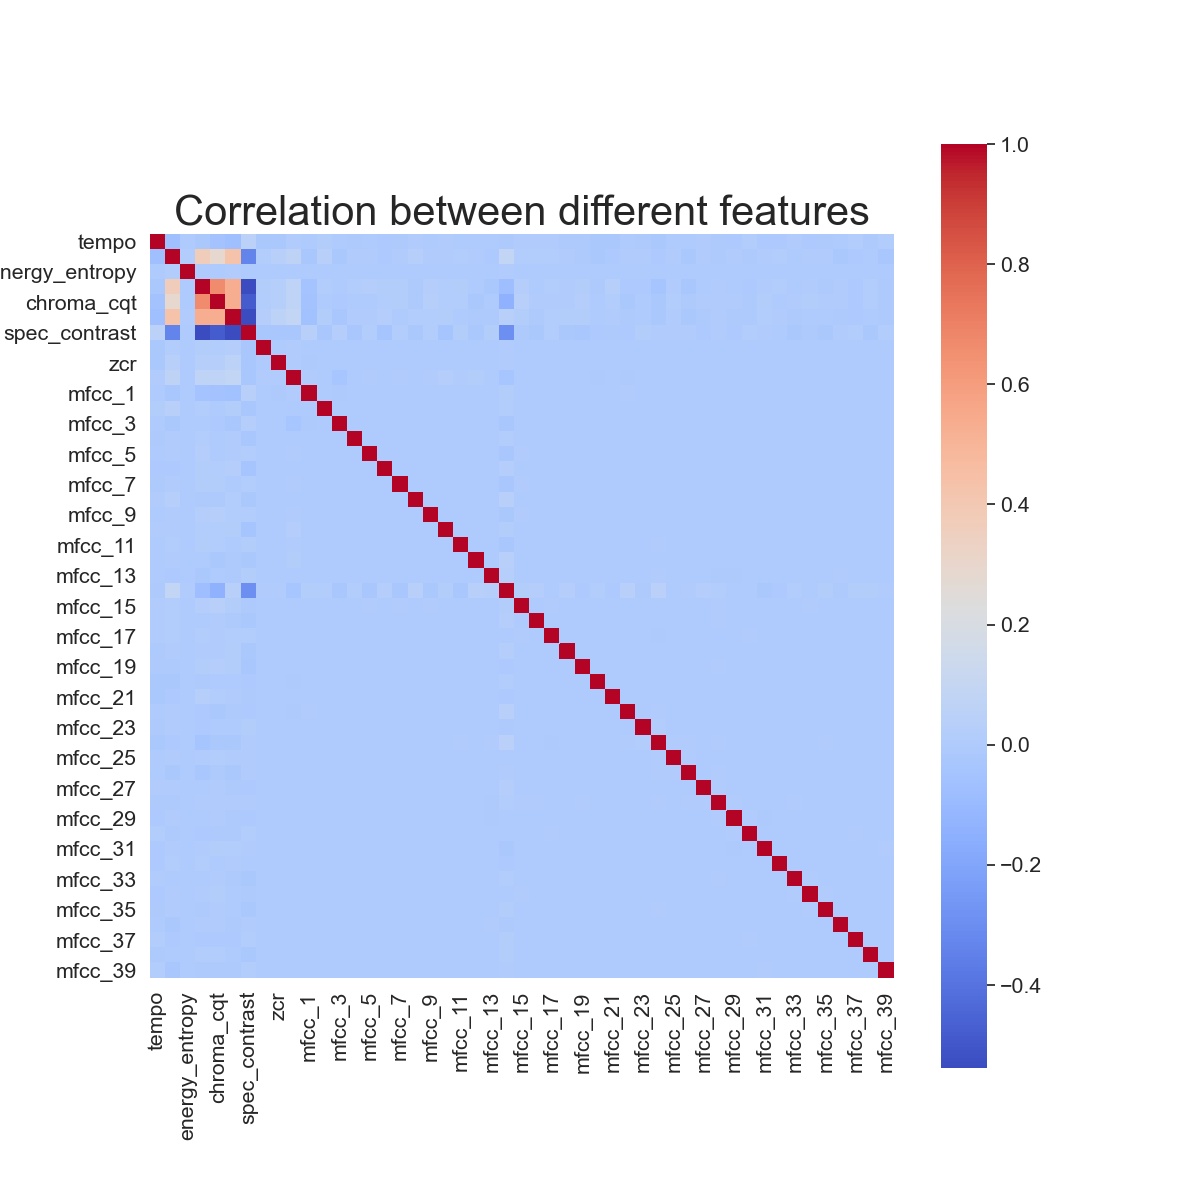 Correlation between different features
tempo
nergy_entropy
chroma_cqt
spec_contrast
zcr
mfcc_1
mfcc_3
mfcc_5
mfcc_7
mfcc_9
mfcc_11
mfcc_13
mfcc_15
mfcc_17
mfcc_19
mfcc_21
mfcc_23
mfcc_25
mfcc_27
mfcc_29
mfcc_31
mfcc_33
mfcc_35
mfcc_37
mfcc_39
tempo
energy_entropy
chroma_cqt
spec_contrast
zcr
mfcc_1
mfcc_3
mfcc_5
mfcc_7
mfcc_9
mfcc_11
mfcc_13
mfcc_15
mfcc_17
mfcc_19
mfcc_21
mfcc_23
mfcc_25
mfcc_27
mfcc_29
mfcc_31
mfcc_33
mfcc_35
mfcc_37
mfcc_39
1.0
0.8
0.6
0.4
0.2
0.0
−0.2
−0.4